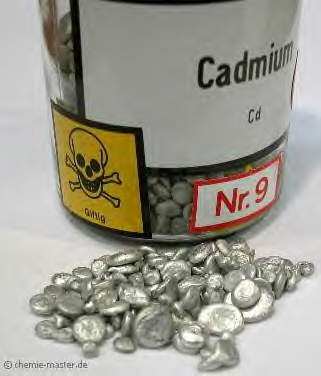 Cadmium
Cd
Giftig
Nr. 9
© chemie-master.de